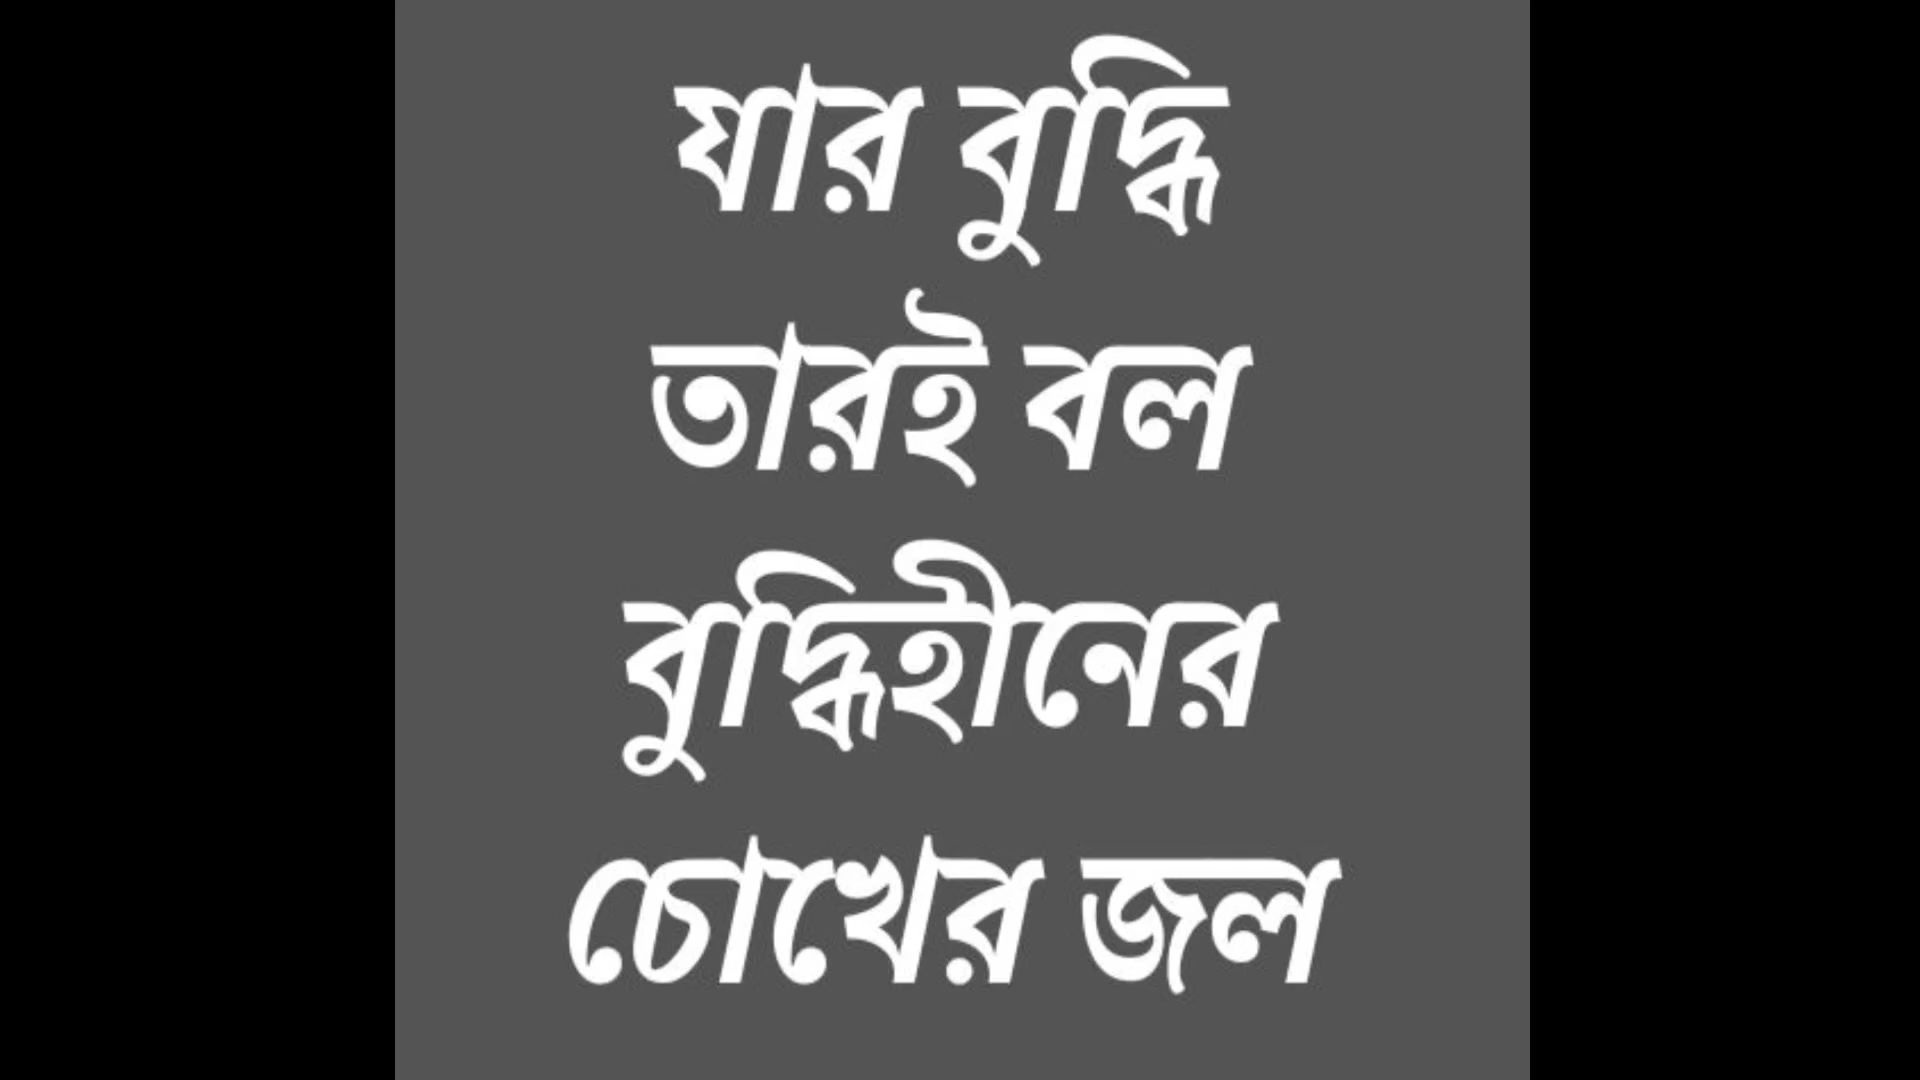 যার বুদ্ধি
তারই বল
বুদ্ধিহীনের
চোখের জল